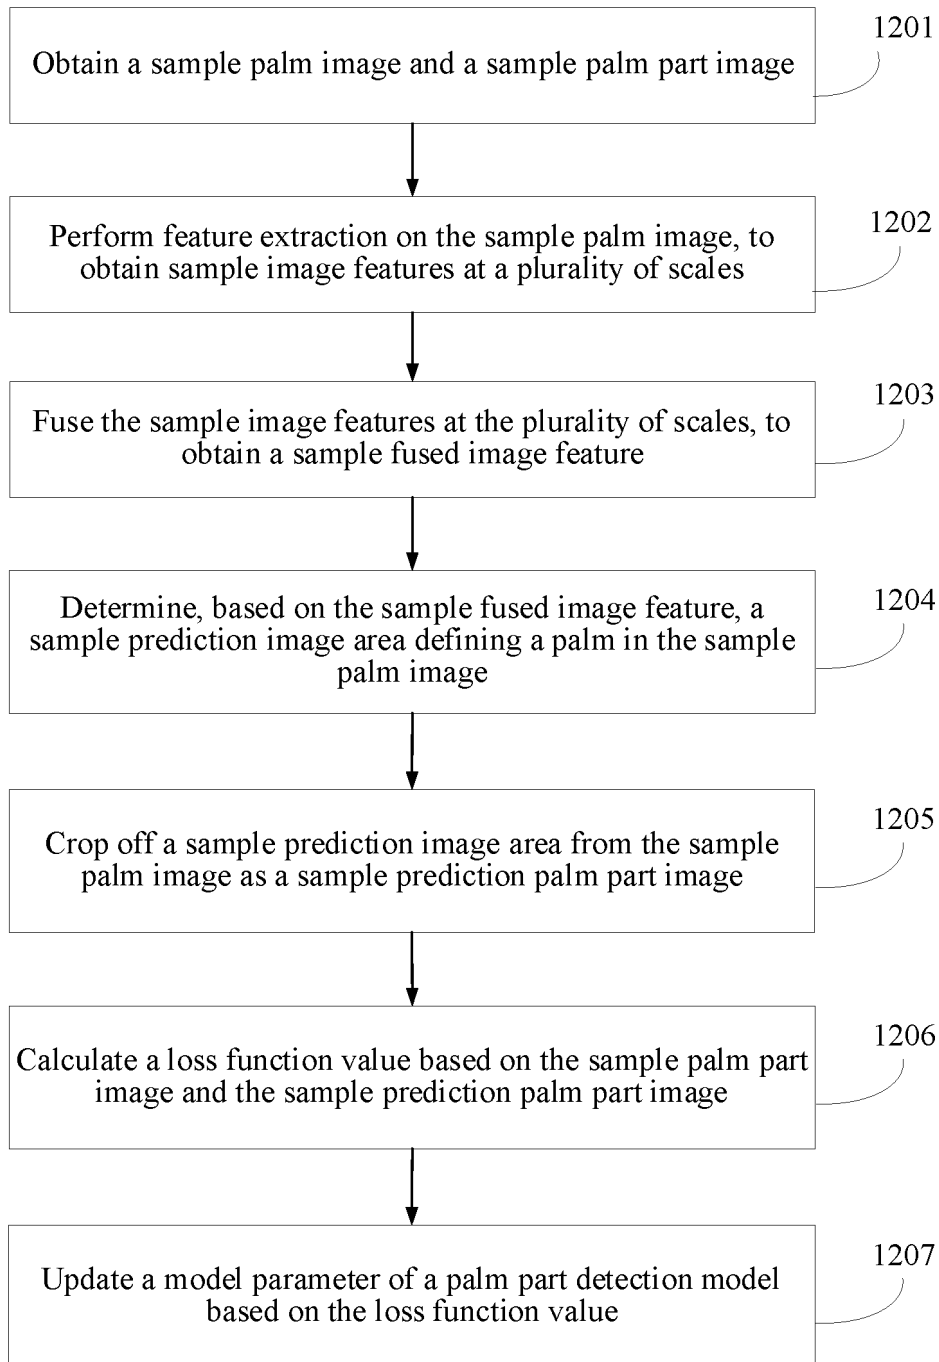 1201
Obtain a sample palm image and a sample palm part image
1202
Perform feature extraction on the sample palm image, to
obtain sample image features at a plurality of scales
1203
Fuse the sample image features at the plurality of scales, to
obtain a sample fused image feature
1204
Determine, based on the sample fused image feature, a
sample prediction image area defining a palm in the sample
palm image
1205
Crop off a sample prediction image area from the sample
palm image as a sample prediction palm part image
1206
Calculate a loss function value based on the sample palm part
image and the sample prediction palm part image
1207
Update a model parameter of a palm part detection model
based on the loss function value